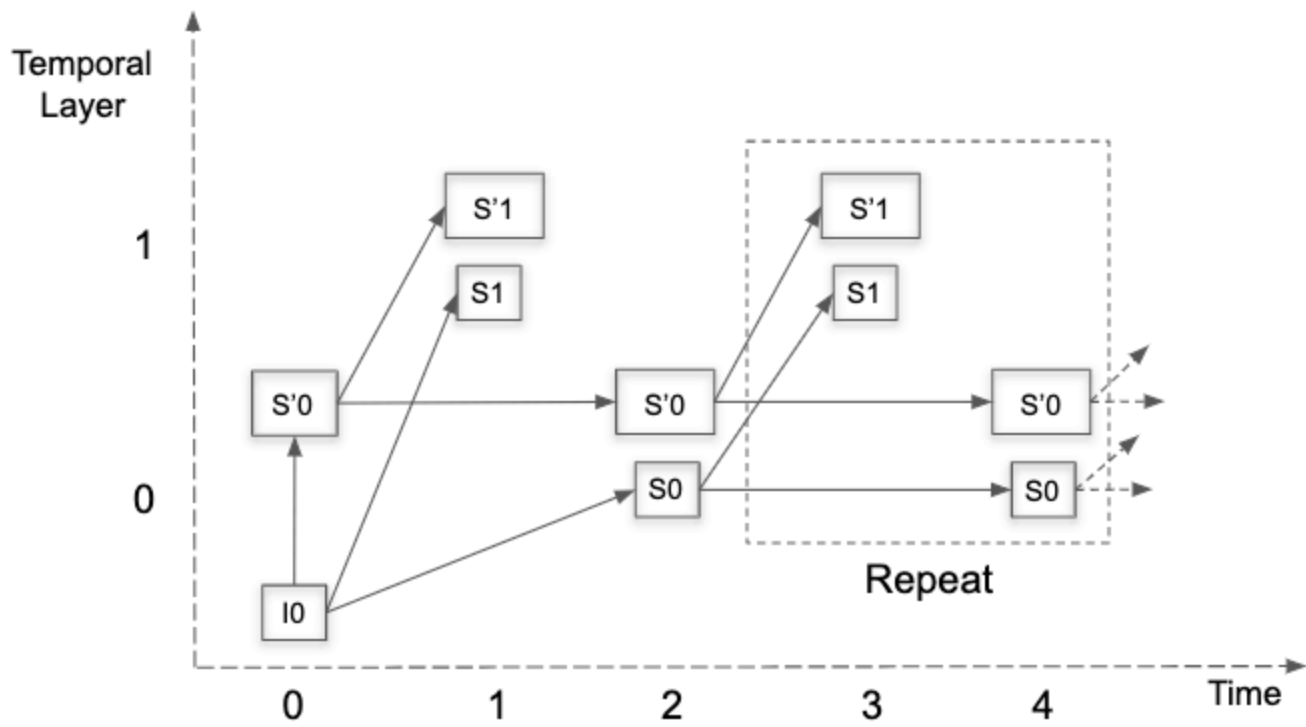 Temporal
Layer
S’1
S’1
1
S1
S1
S’0
S’0
S’0
0
S0
S0
Repeat
I0
0 1 2 3 4 Time